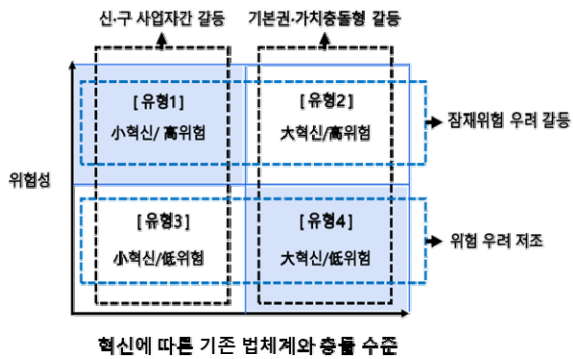 신·구 사업자간 갈등
기본권·가치충돌형 갈등
[유형1]
小혁신/高위험
[유형2]
大혁신/高위험
잠재위험 우려 갈등
위험성
[유형3]
小혁신/低위험
[유형4]
大혁신/低위험
위험 우려 저조
혁신에 따른 기존 법체계와 충돌 수준